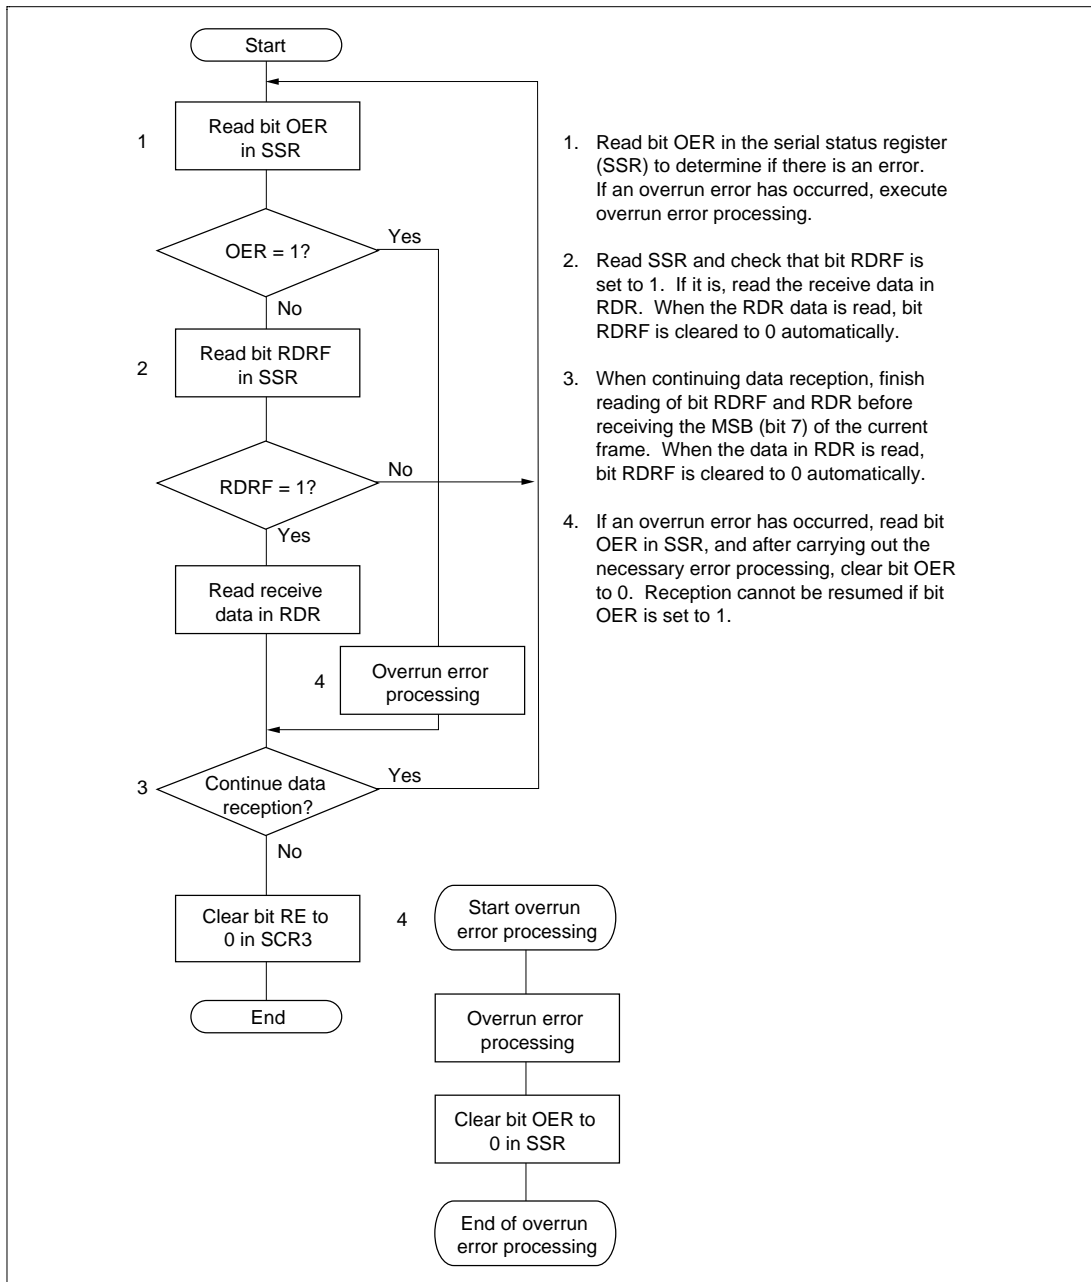 Start
1
Read bit OER
in SSR
OER = 1?
Yes
No
2
Read bit RDRF
in SSR
RDRF = 1?
No
Yes
Read receive
data in RDR
4
Overrun error
processing
3
Continue data
reception?
Yes
No
Clear bit RE to
0 in SCR3
End
4
Start overrun
error processing
Overrun error
processing
Clear bit OER to
0 in SSR
End of overrun
error processing
1. Read bit OER in the serial status register
(SSR) to determine if there is an error.
If an overrun error has occurred, execute
overrun error processing.
2. Read SSR and check that bit RDRF is
set to 1. If it is, read the receive data in
RDR. When the RDR data is read, bit
RDRF is cleared to 0 automatically.
3. When continuing data reception, finish
reading of bit RDRF and RDR before
receiving the MSB (bit 7) of the current
frame. When the data in RDR is read,
bit RDRF is cleared to 0 automatically.
4. If an overrun error has occurred, read bit
OER in SSR, and after carrying out the
necessary error processing, clear bit OER
to 0. Reception cannot be resumed if bit
OER is set to 1.